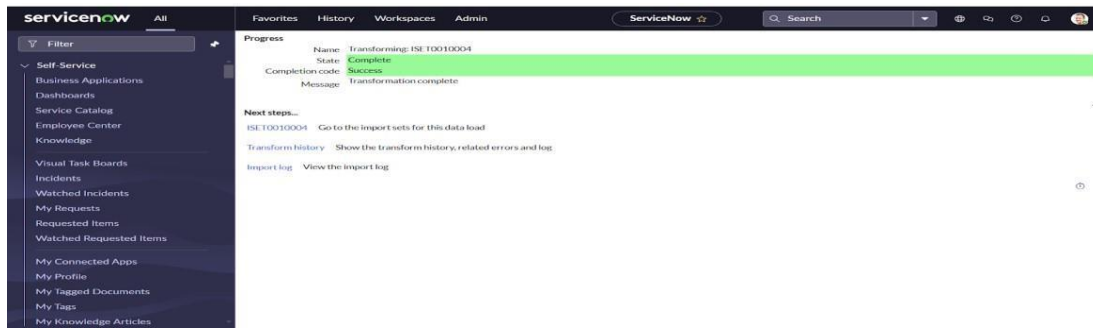 servicenow All Favorites History Workspaces Admin ServiceNow Search
Filter
Self-Service
Business Applications
Dashboards
Service Catalog
Employee Center
Knowledge
Visual Task Boards
Incidents
Watched Incidents
My Requests
Requested Items
Watched Requested Items
My Connected Apps
My Profile
My Tagged Documents
My Tags
My Knowledge Articles
Progress
Name Transforming: ISET0010004
State Complete
Completion code Success
Message Transformation complete
Next steps...
ISET0010004 Go to the import sets for this data load
Transform history Show the transform history, related errors and log
Import log View the import log